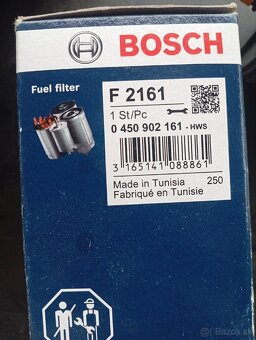 BOSCH
Fuel filter
F 2161
1 St/Pc
0 450 902 161 -HWS
3 165141 088861
Made in Tunisia 250
Fabriqué en Tunisie
Bazos.sk